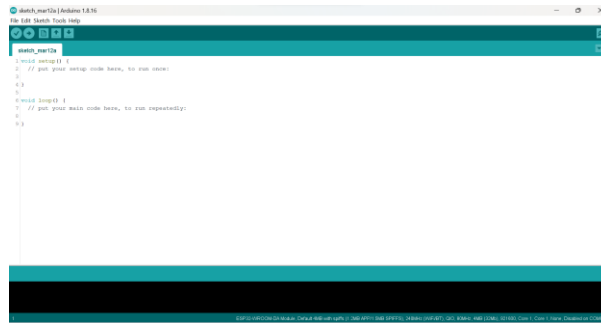 sketch_mar12a | Arduino 1.8.16
File Edit Sketch Tools Help
sketch_mar12a
1 void setup() {
2 // put your setup code here, to run once:
3
4 }
5
6 void loop() {
7 // put your main code here, to run repeatedly:
8
9 }
1